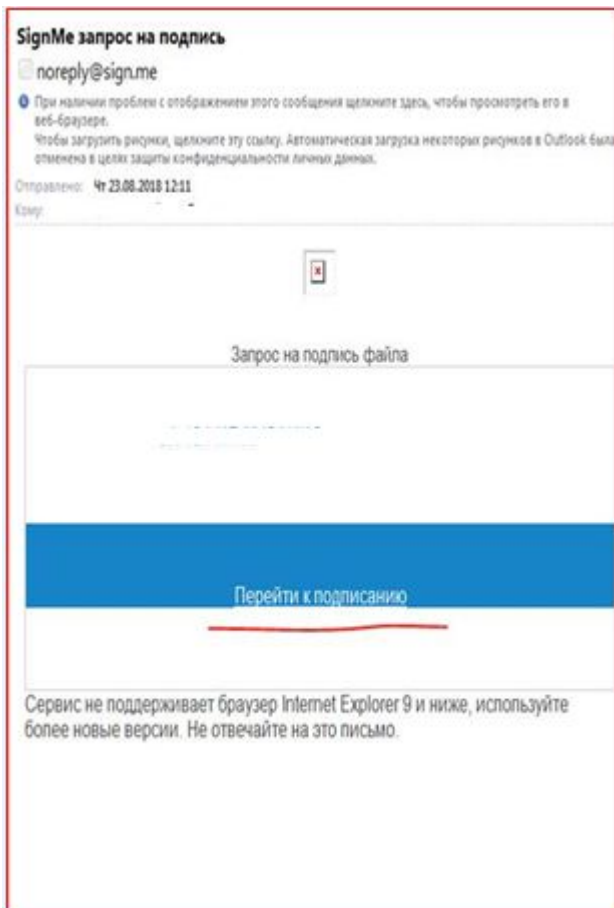 SignMe запрос на подпись
noreply@sign.me
При наличии проблем с отображением этого сообщения щелкните здесь, чтобы просмотреть его в
веб-браузере.
Чтобы загрузить рисунки, щелкните эту ссылку. Автоматическая загрузка некоторых рисунков в Outlook была
отменена в целях защиты конфиденциальности личных данных.
Отправлено: Чт 23.08.2018 12:11
Кому:
Запрос на подпись файла
Перейти к подписанию
Сервис не поддерживает браузер Internet Explorer 9 и ниже, используйте
более новые версии. Не отвечайте на это письмо.